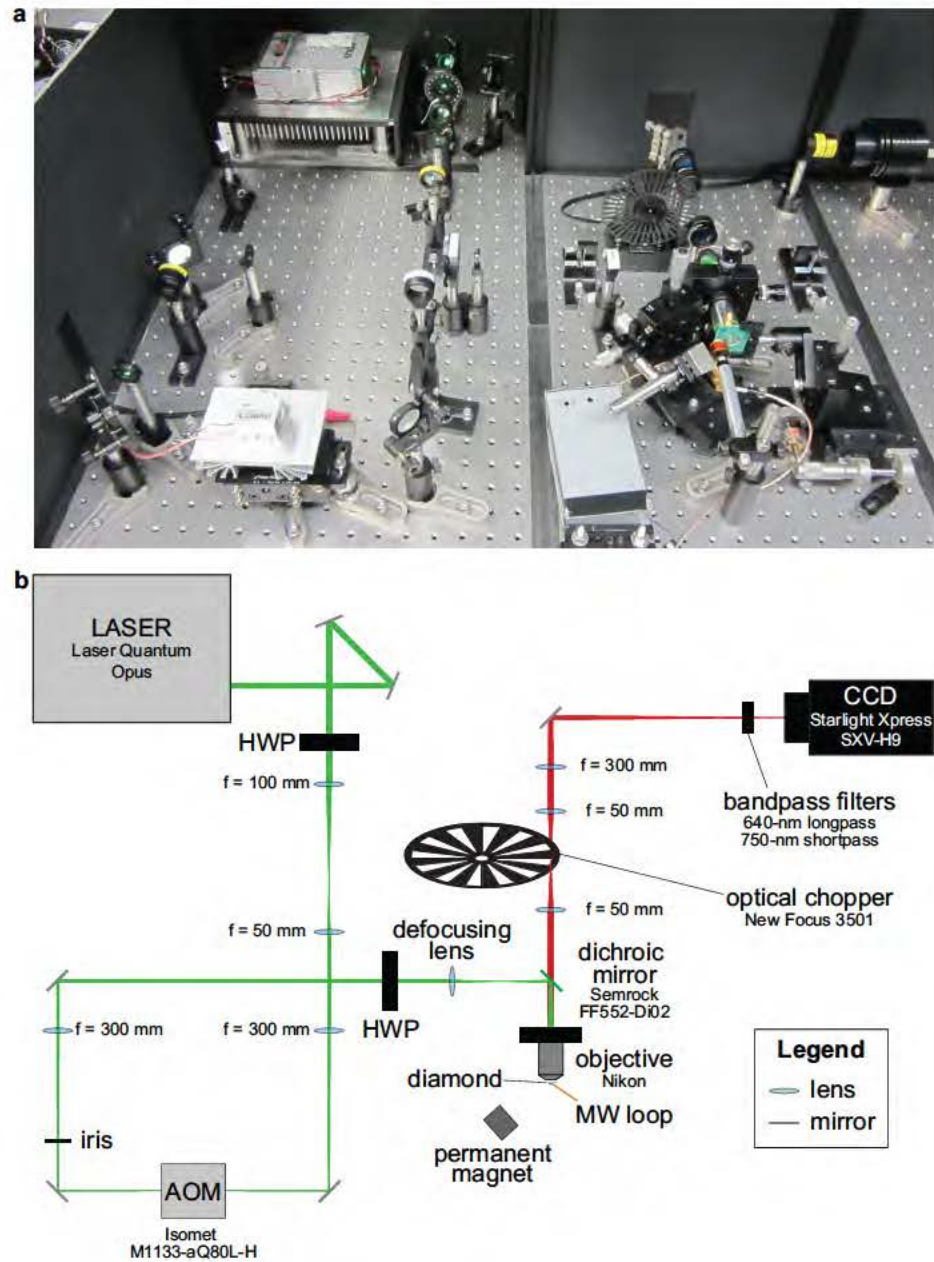 a
b
LASER
Laser Quantum
Opus
HWP
f = 100 mm
f = 50 mm
f = 300 mm
f = 300 mm
iris
AOM
Isomet
M1133-aQ80L-H
defocusing
lens
HWP
CCD
Starlight Xpress
SXV-H9
f = 300 mm
f = 50 mm
bandpass filters
640-nm longpass
750-nm shortpass
optical chopper
New Focus 3501
f = 50 mm
dichroic
mirror
Semrock
FF552-Di02
objective
Nikon
diamond
MW loop
permanent
magnet
Legend
lens
mirror